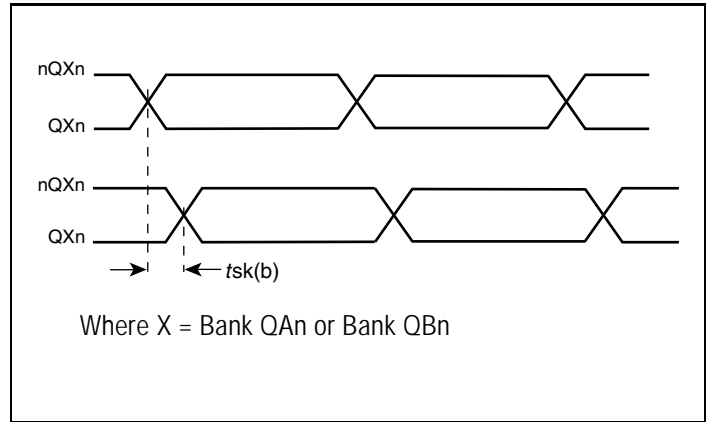 nQXn
QXn
nQXn
QXn
tsk(b)
Where X = Bank QAn or Bank QBn